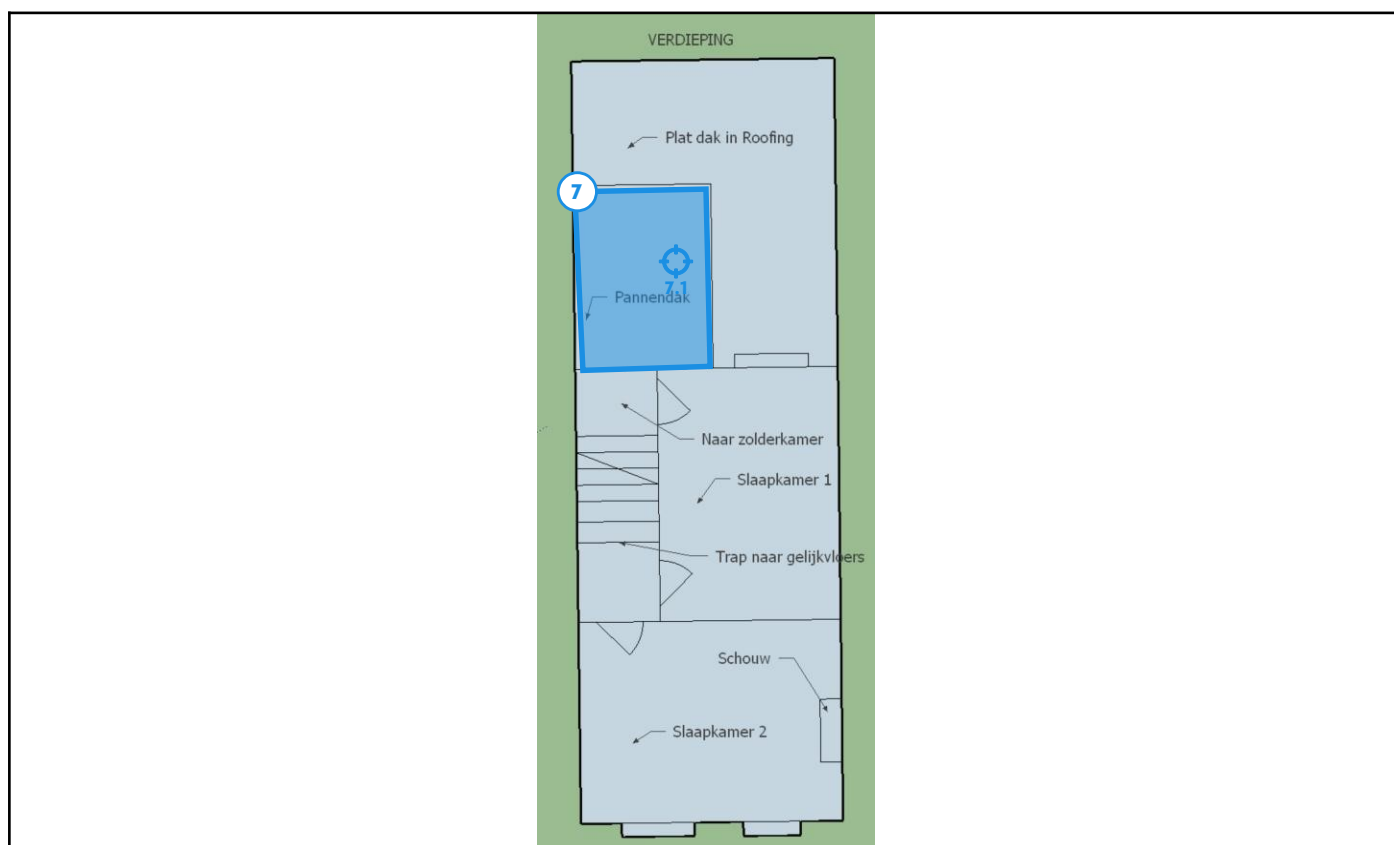 VERDIEPING
Plat dak in Roofing
7
7.1
Pannendak
Naar zolderkamer
Slaapkamer 1
Trap naar gelijkvloers
Schouw
Slaapkamer 2